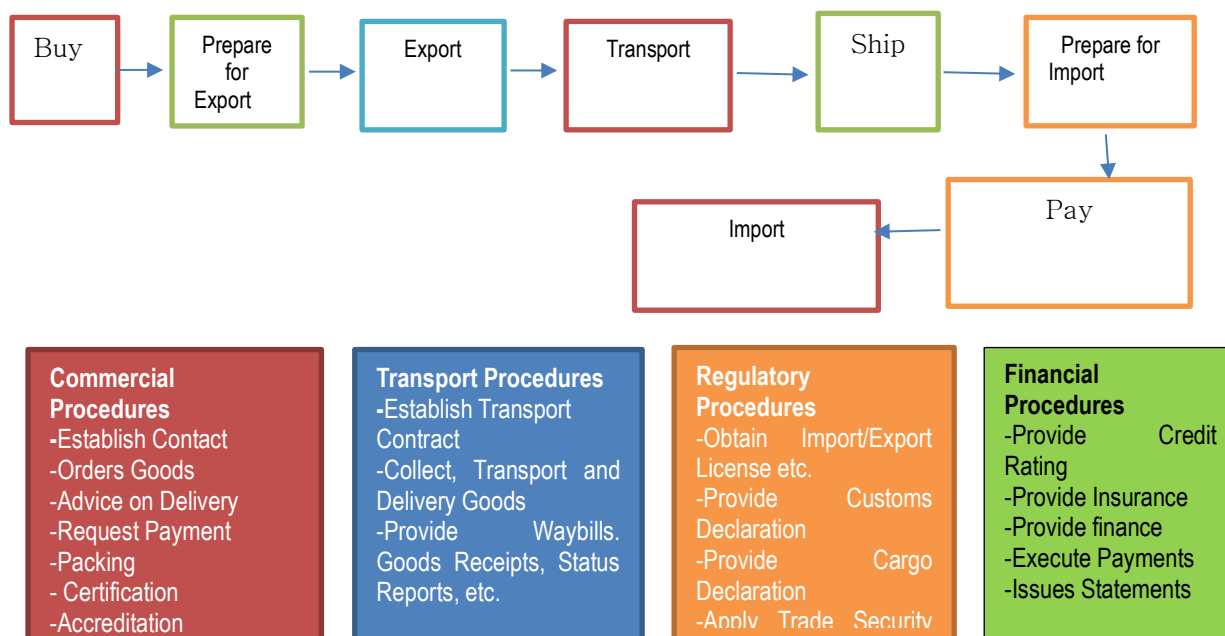 Buy
Prepare
for
Export
Export
Transport
Ship
Prepare for
Import
Pay
Import
Commercial
Procedures
-Establish Contact
-Orders Goods
-Advice on Delivery
-Request Payment
-Packing
- Certification
-Accreditation
Transport Procedures
-Establish Transport
Contract
-Collect, Transport and
Delivery Goods
-Provide Waybills.
Goods Receipts, Status
Reports, etc.
Regulatory
Procedures
-Obtain Import/Export
License etc.
-Provide Customs
Declaration
-Provide Cargo
Declaration
-Apply Trade Security
Financial
Procedures
-Provide Credit
Rating
-Provide Insurance
-Provide finance
-Execute Payments
-Issues Statements